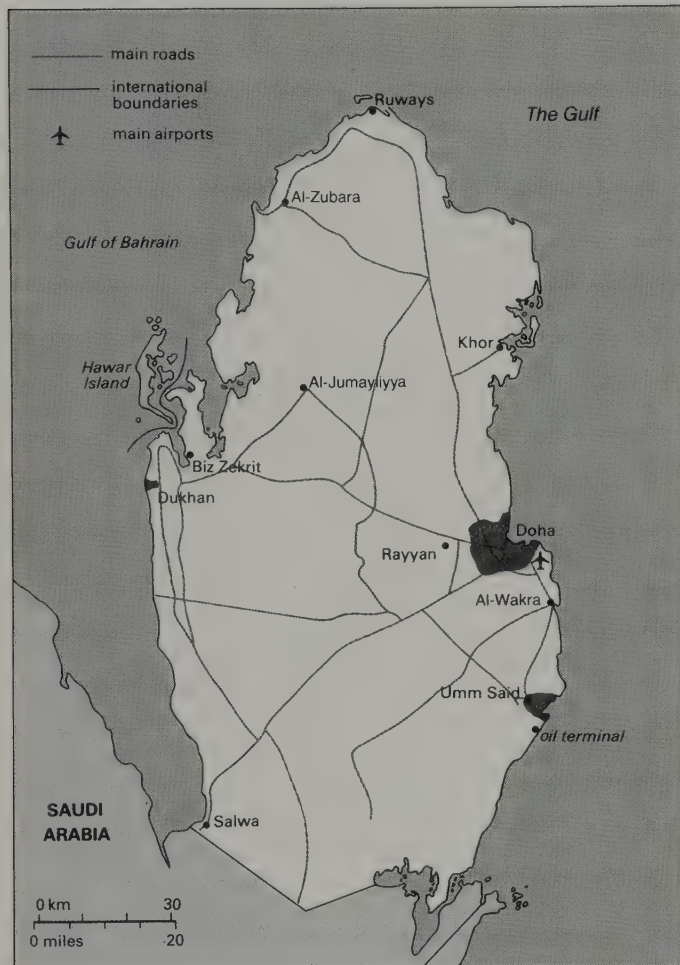 main roads
international
boundaries
main airports
Ruways
The Gulf
Al-Zubara
Gulf of Bahrain
Khor
Hawar
Island
Al-Jumayliyya
Biz Zekrit
Dukhan
Doha
Rayyan
Al-Wakra
Umm Said
oil terminal
SAUDI
ARABIA
Salwa
0 km 30
0 miles 20